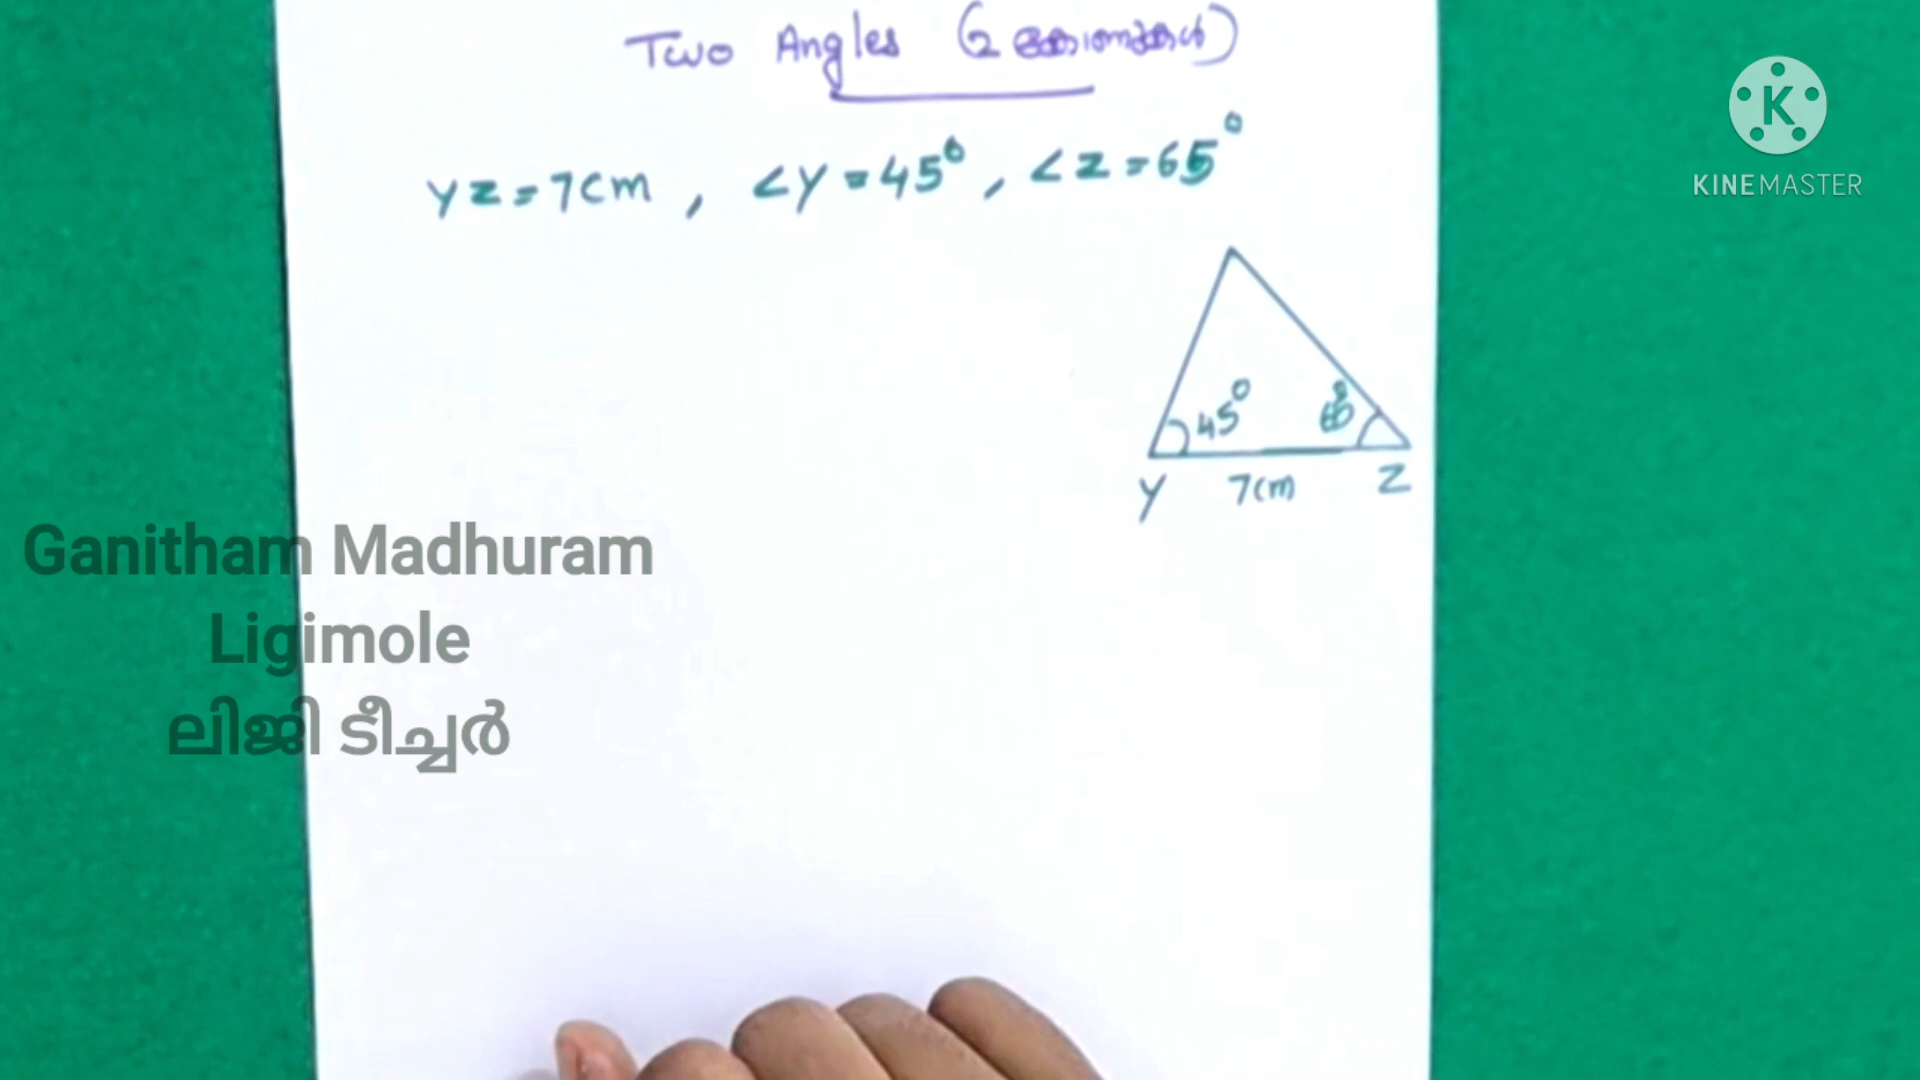 Two Angles (2 കോണുകൾ)
YZ = 7cm , ∠Y = 45° , ∠Z = 65°
45°
Y 7cm Z
K
KINEMASTER
Ganitham Madhuram
Ligimole
ലിജി ടീച്ചർ